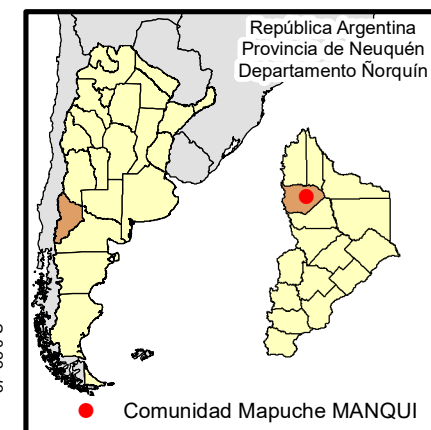 República Argentina
Provincia de Neuquén
Departamento Ñorquín
Comunidad Mapuche MANQUI